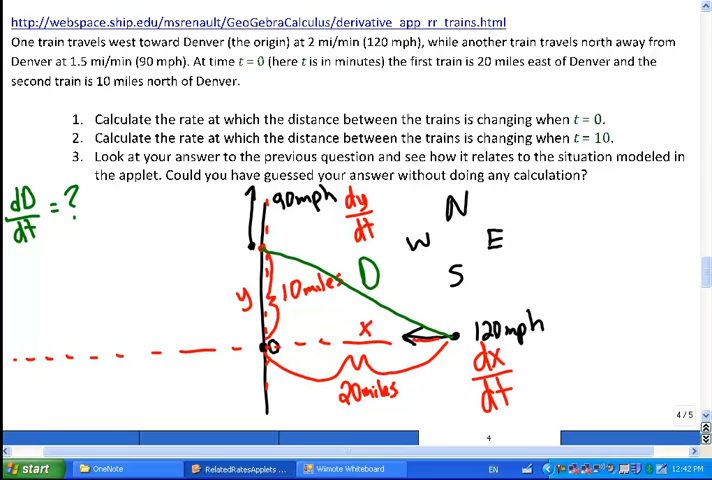 http://webspace.ship.edu/msrenault/GeoGebraCalculus/derivative_app_rr_trains.html
One train travels west toward Denver (the origin) at 2 mi/min (120 mph), while another train travels north away from
Denver at 1.5 mi/min (90 mph). At time t = 0 (here t is in minutes) the first train is 20 miles east of Denver and the
second train is 10 miles north of Denver.
1. Calculate the rate at which the distance between the trains is changing when t = 0.
2. Calculate the rate at which the distance between the trains is changing when t = 10.
3. Look at your answer to the previous question and see how it relates to the situation modeled in
the applet. Could you have guessed your answer without doing any calculation?
dD/dt = ?
90mph dy/dt
N
W E
S
D
y 10 miles
x
120mph
dx/dt
0
20 miles
4 / 5
4
start OneNote RelatedRatesApplets ... Wiimote Whiteboard EN 12:42 PM